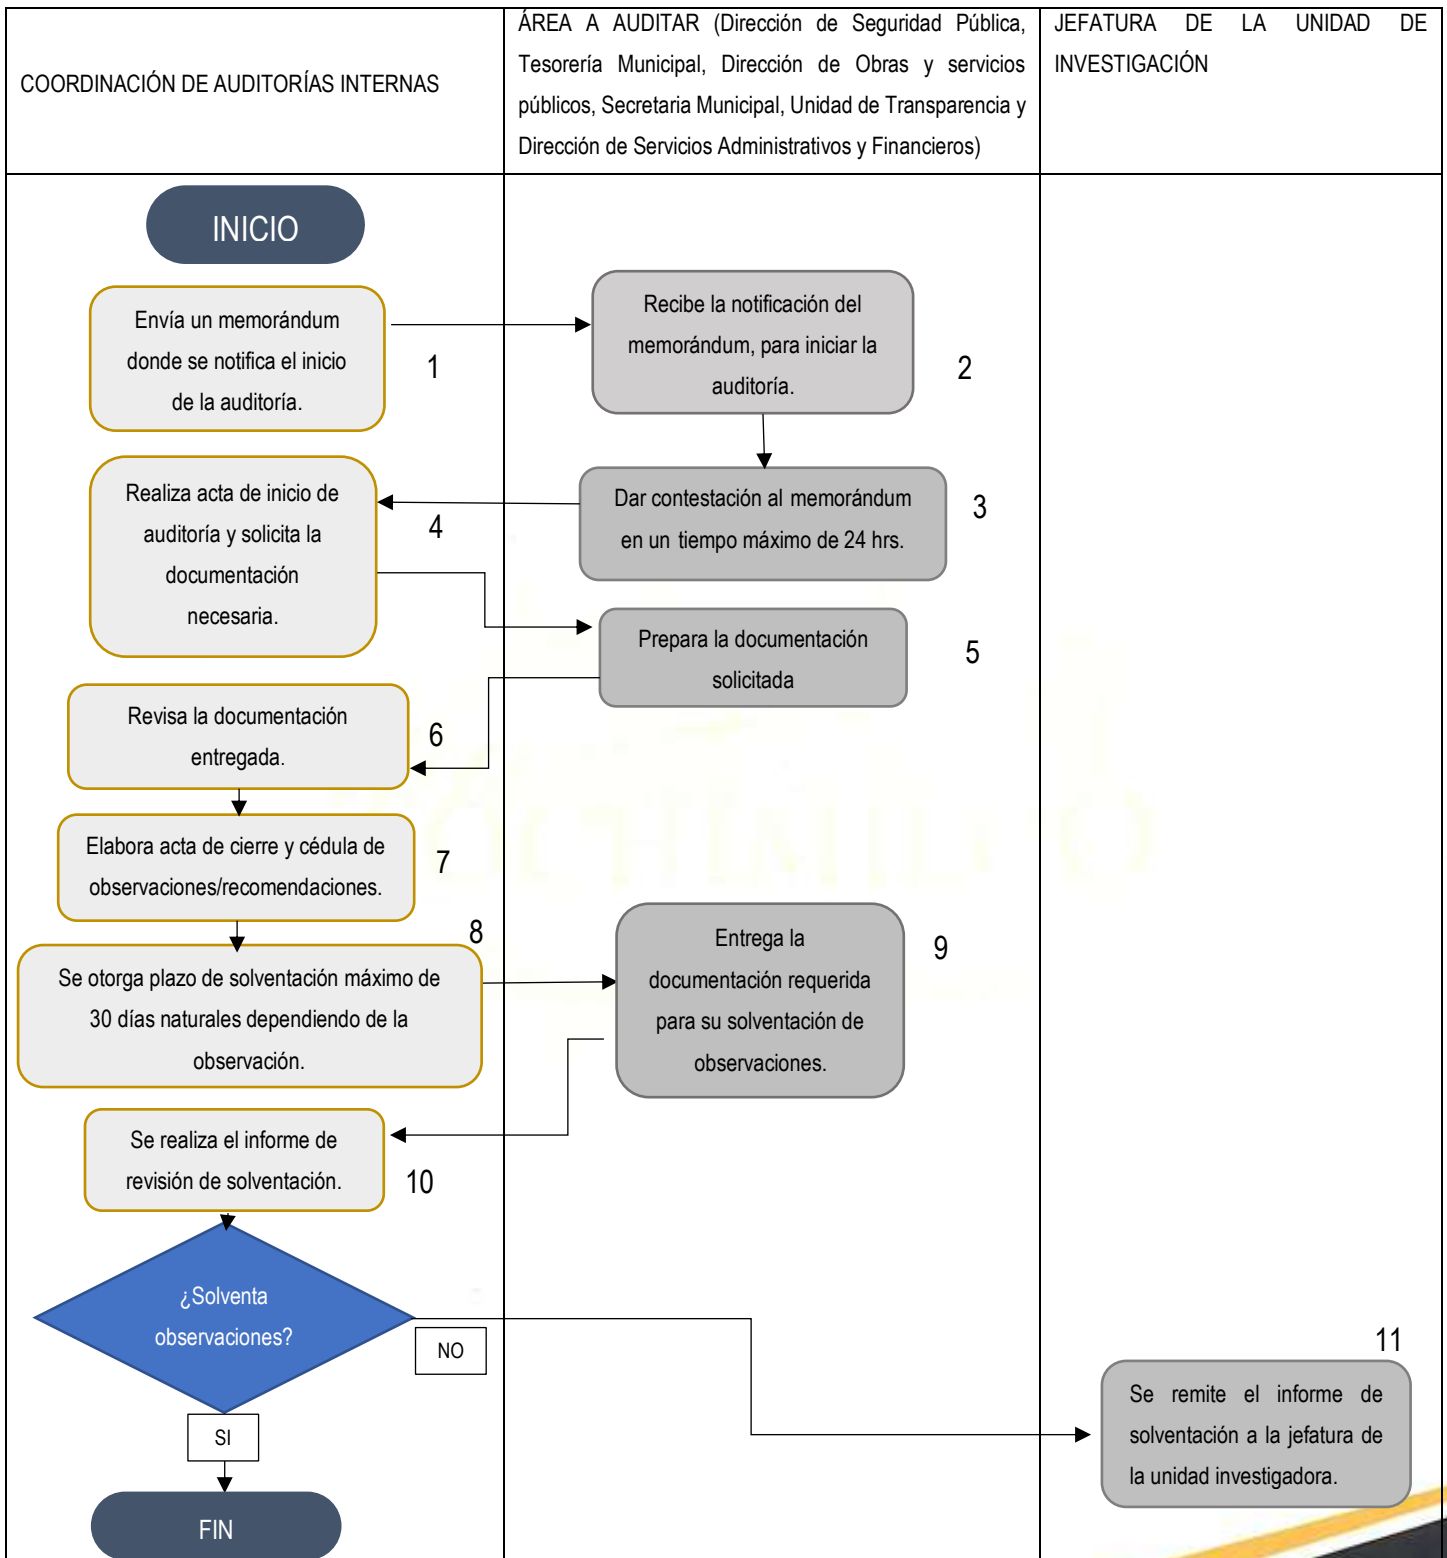 COORDINACIÓN DE AUDITORÍAS INTERNAS
ÁREA A AUDITAR (Dirección de Seguridad Pública,
Tesorería Municipal, Dirección de Obras y servicios
públicos, Secretaria Municipal, Unidad de Transparencia y
Dirección de Servicios Administrativos y Financieros)
JEFATURA DE LA UNIDAD DE
INVESTIGACIÓN
INICIO
Envía un memorándum
donde se notifica el inicio
de la auditoría.
1
Recibe la notificación del
memorándum, para iniciar la
auditoría.
2
Dar contestación al memorándum
en un tiempo máximo de 24 hrs.
3
Realiza acta de inicio de
auditoría y solicita la
documentación
necesaria.
4
Prepara la documentación
solicitada
5
Revisa la documentación
entregada.
6
Elabora acta de cierre y cédula de
observaciones/recomendaciones.
7
Se otorga plazo de solventación máximo de
30 días naturales dependiendo de la
observación.
8
Entrega la
documentación requerida
para su solventación de
observaciones.
9
Se realiza el informe de
revisión de solventación.
10
¿Solventa
observaciones?
NO
SI
11
Se remite el informe de
solventación a la jefatura de
la unidad investigadora.
FIN